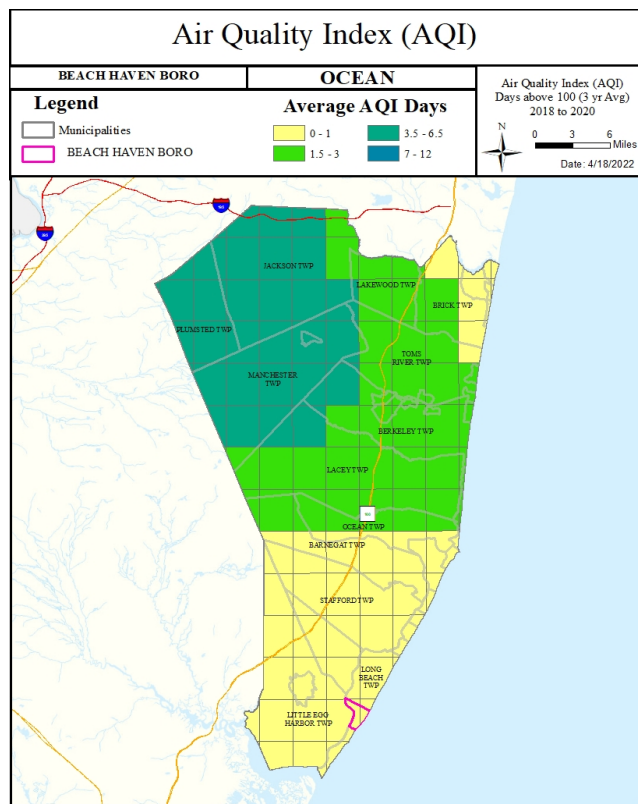 Air Quality Index (AQI)
BEACH HAVEN BORO
OCEAN
Air Quality Index (AQI)
Days above 100 (3 yr Avg)
2018 to 2020
Legend
Municipalities
BEACH HAVEN BORO
Average AQI Days
0 - 1
3.5 - 6.5
1.5 - 3
7 - 12
N
0 3 6
Miles
Date: 4/18/2022
JACKSON TWP
LAKEWOOD TWP
BRICK TWP
PLUMSTED TWP
TOMS
RIVER TWP
MANCHESTER
TWP
BERKELEY TWP
LACEY TWP
OCEAN TWP
BARNEGAT TWP
STAFFORD TWP
LONG
BEACH
TWP
LITTLE EGG
HARBOR TWP